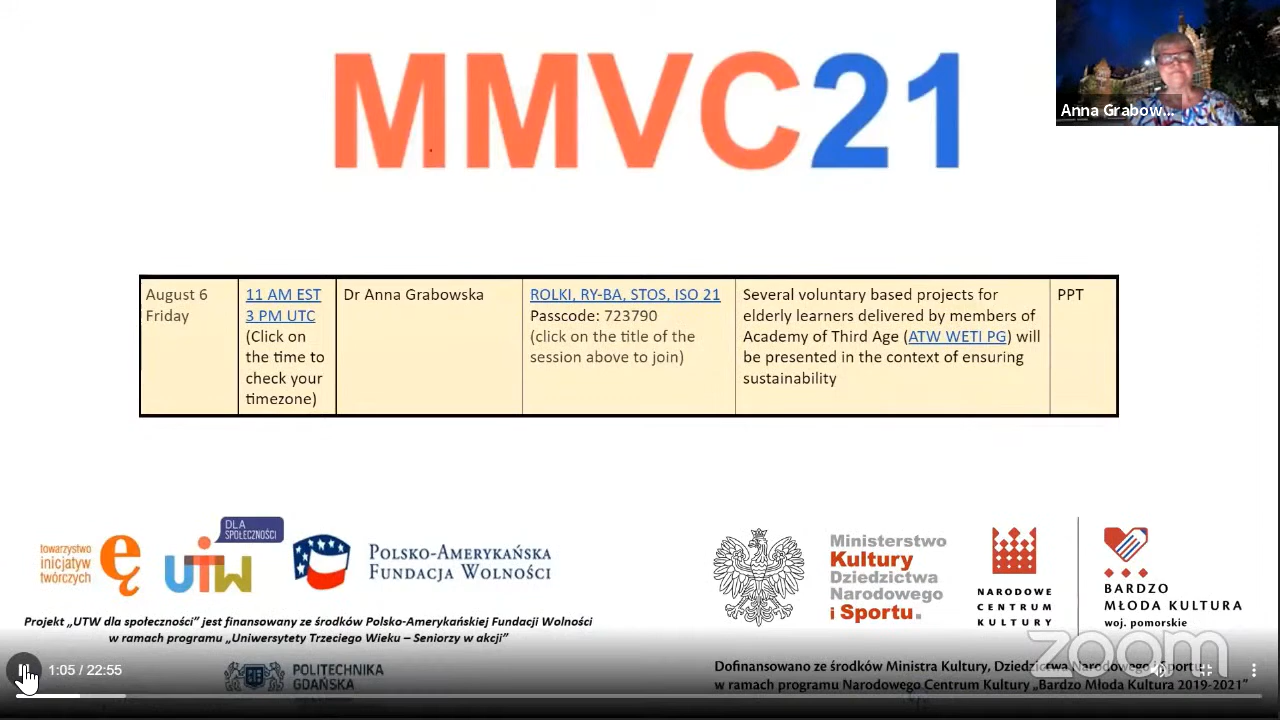 MMVC21
Anna Grabow...
August 6
Friday
11 AM EST
3 PM UTC
(Click on
the time to
check your
timezone)
Dr Anna Grabowska
ROLKI, RY-BA, STOS, ISO 21
Passcode: 723790
(click on the title of the
session above to join)
Several voluntary based projects for
elderly learners delivered by members of
Academy of Third Age (ATW WETI PG) will
be presented in the context of ensuring
sustainability
PPT
towarzystwo
inicjatyw
twórczych
ę
DLA
SPOŁECZNOŚCI
UTW
POLSKO-AMERYKAŃSKA
FUNDACJA WOLNOŚCI
Projekt „UTW dla społeczności” jest finansowany ze środków Polsko-Amerykańskiej Fundacji Wolności
w ramach programu „Uniwersytety Trzeciego Wieku – Seniorzy w akcji”
Ministerstwo
Kultury
Dziedzictwa
Narodowego
i Sportu.
NARODOWE
CENTRUM
KULTURY
BARDZO
MŁODA KULTURA
woj. pomorskie
zoom
1:05 / 22:55
POLITECHNIKA
GDAŃSKA
Dofinansowano ze środków Ministra Kultury, Dziedzictwa Narodowego i Sportu
w ramach programu Narodowego Centrum Kultury „Bardzo Młoda Kultura 2019-2021”